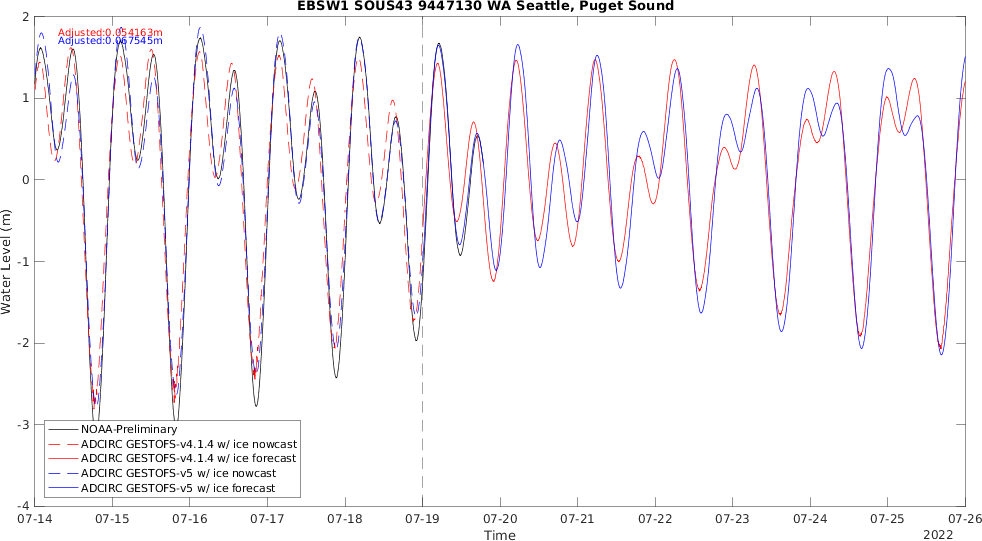 EBSW1 SOUS43 9447130 WA Seattle, Puget Sound
Adjusted:0.054163m
Adjusted:0.067545m
Water Level (m)
2
1
0
-1
-2
-3
-4
NOAA-Preliminary
ADCIRC GESTOFS-v4.1.4 w/ ice nowcast
ADCIRC GESTOFS-v4.1.4 w/ ice forecast
ADCIRC GESTOFS-v5 w/ ice nowcast
ADCIRC GESTOFS-v5 w/ ice forecast
07-14 07-15 07-16 07-17 07-18 07-19 07-20 07-21 07-22 07-23 07-24 07-25 07-26
Time
2022